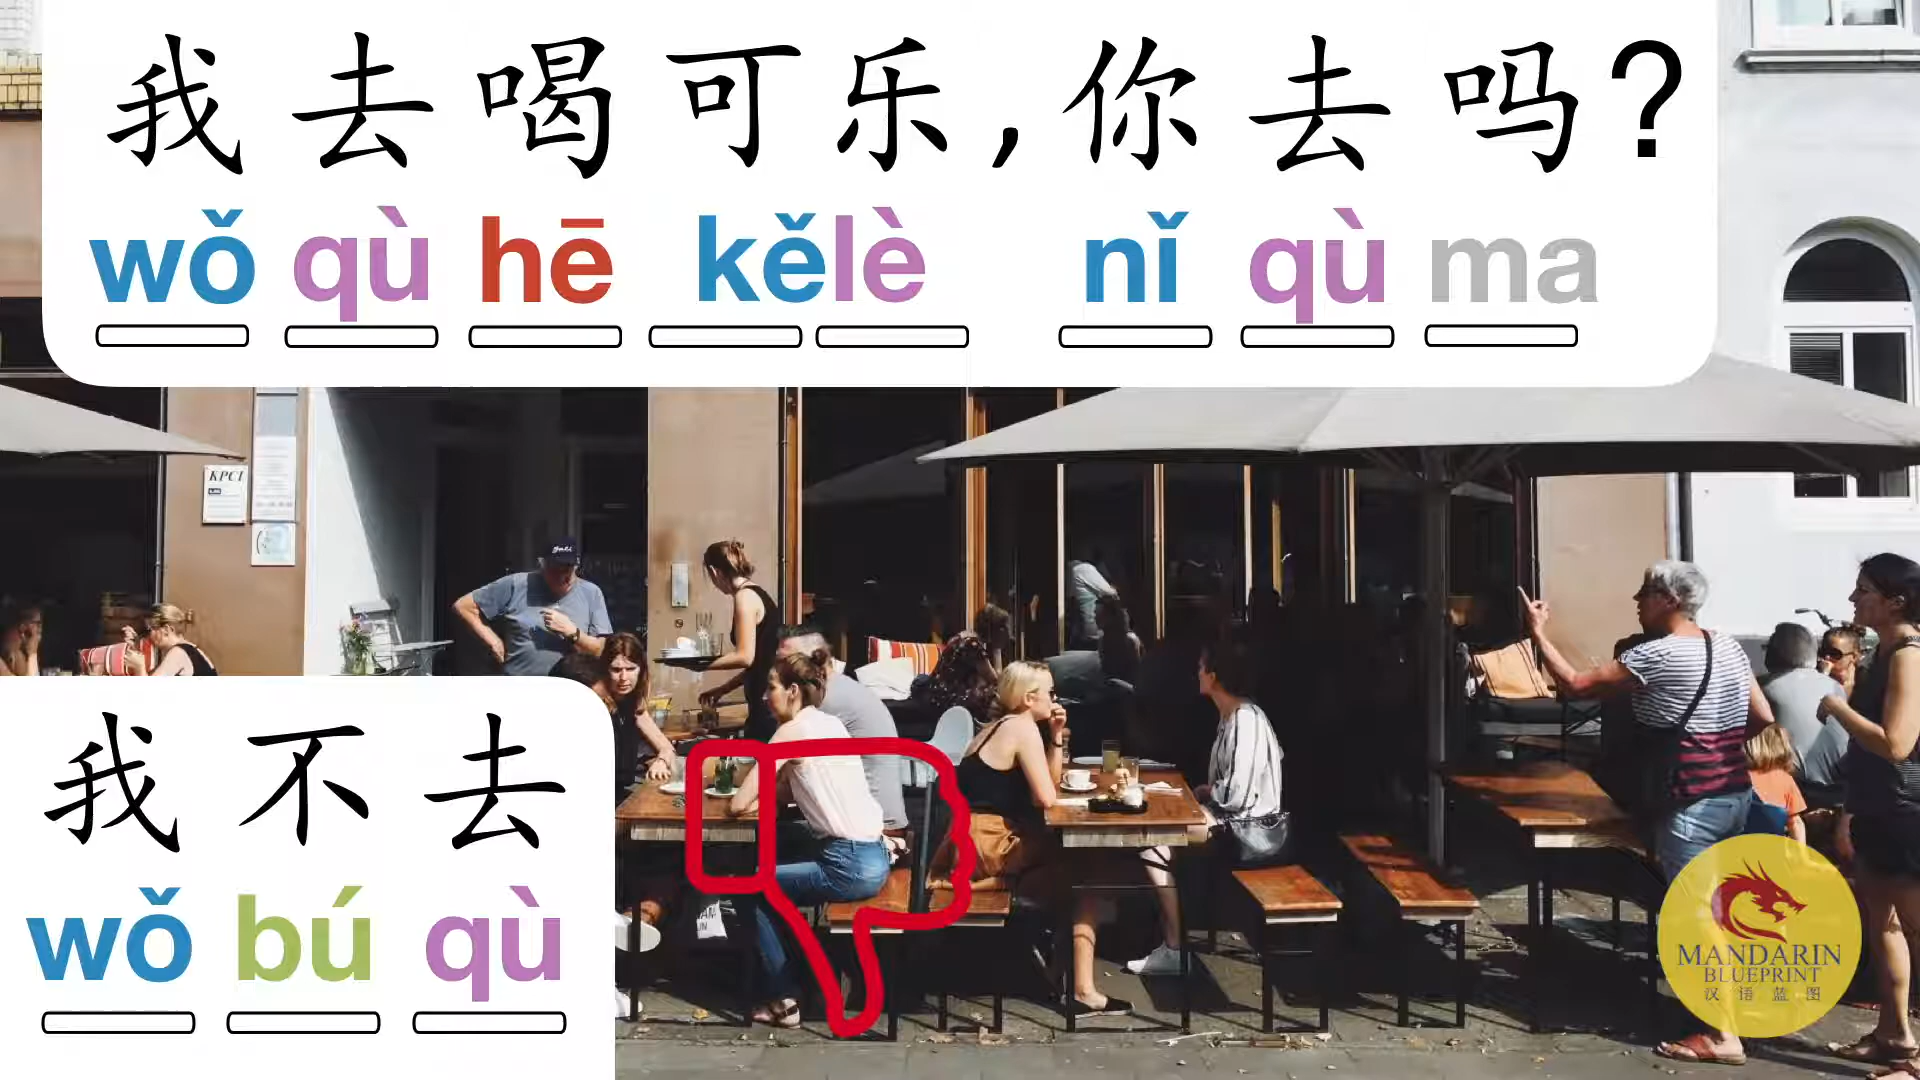 我去喝可乐,你去吗?
wǒ qù hē kělè nǐ qù ma
KPCI
我不去
wǒ bú qù
MANDARIN
BLUEPRINT
汉语蓝图